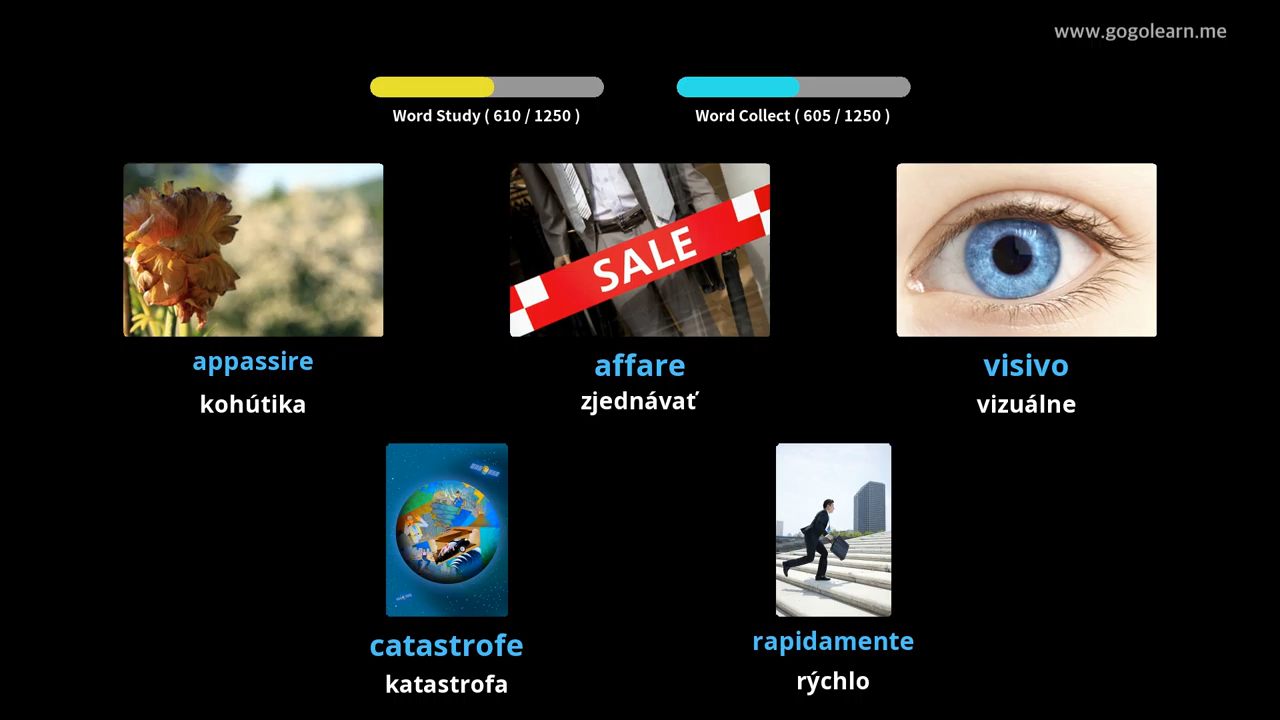 www.gogolearn.me
Word Study ( 610 / 1250 )
Word Collect ( 605 / 1250 )
SALE
appassire
affare
visivo
kohútika
zjednávať
vizuálne
catastrofe
rapidamente
katastrofa
rýchlo